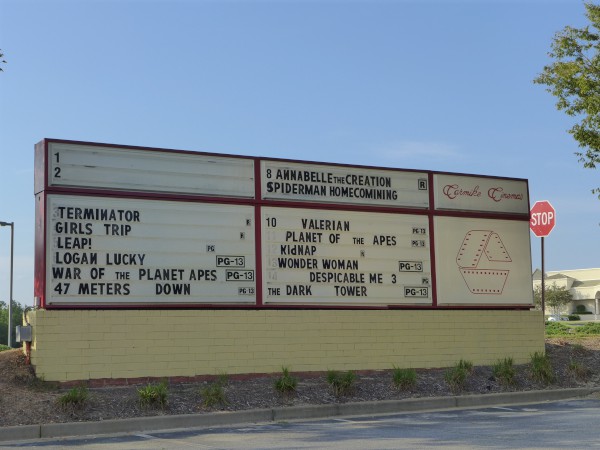 1
2
8 ANNABELLE THE CREATION
SPIDERMAN HOMECOMING R
Carmike Cinemas
TERMINATOR R
GIRLS TRIP R
LEAP! PG
LOGAN LUCKY PG-13
WAR OF THE PLANET APES PG-13
47 METERS DOWN PG 13
10 VALERIAN PG 13
PLANET OF THE APES
KidNAP R
WONDER WOMAN PG-13
DESPICABLE ME 3 PG
THE DARK TOWER PG-13
STOP